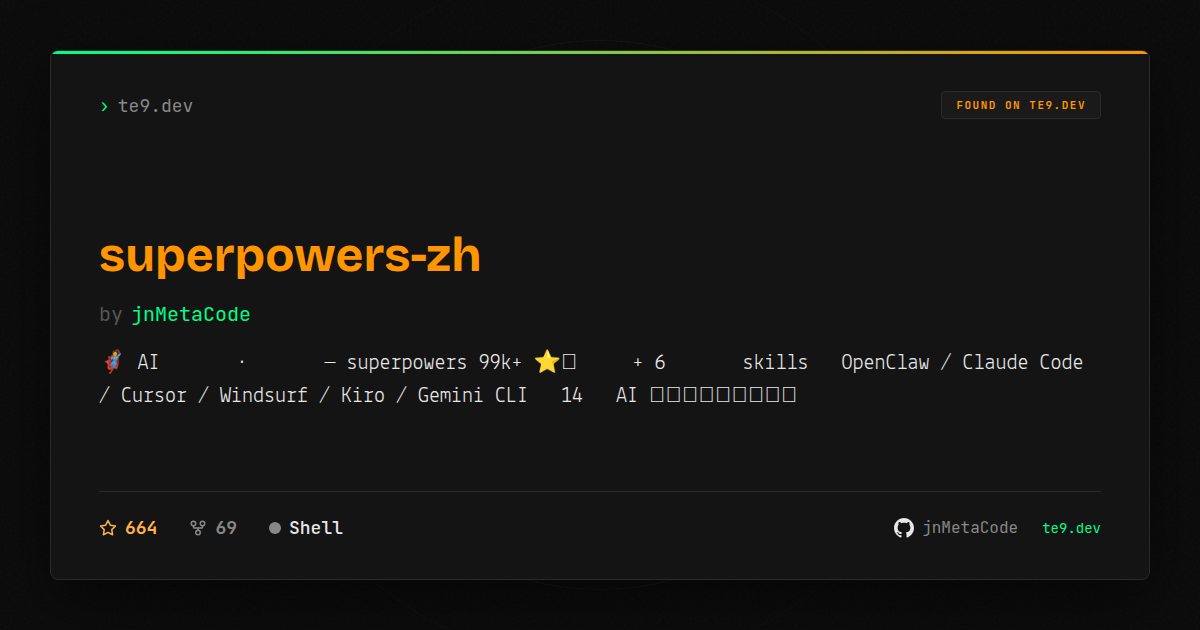 › te9.dev
FOUND ON TE9.DEV
superpowers-zh
by jnMetaCode
🦸 AI · — superpowers 99k+ ⭐□ + 6 skills OpenClaw / Claude Code
/ Cursor / Windsurf / Kiro / Gemini CLI 14 AI □□□□□□□□□
664 69 Shell
jnMetaCode te9.dev